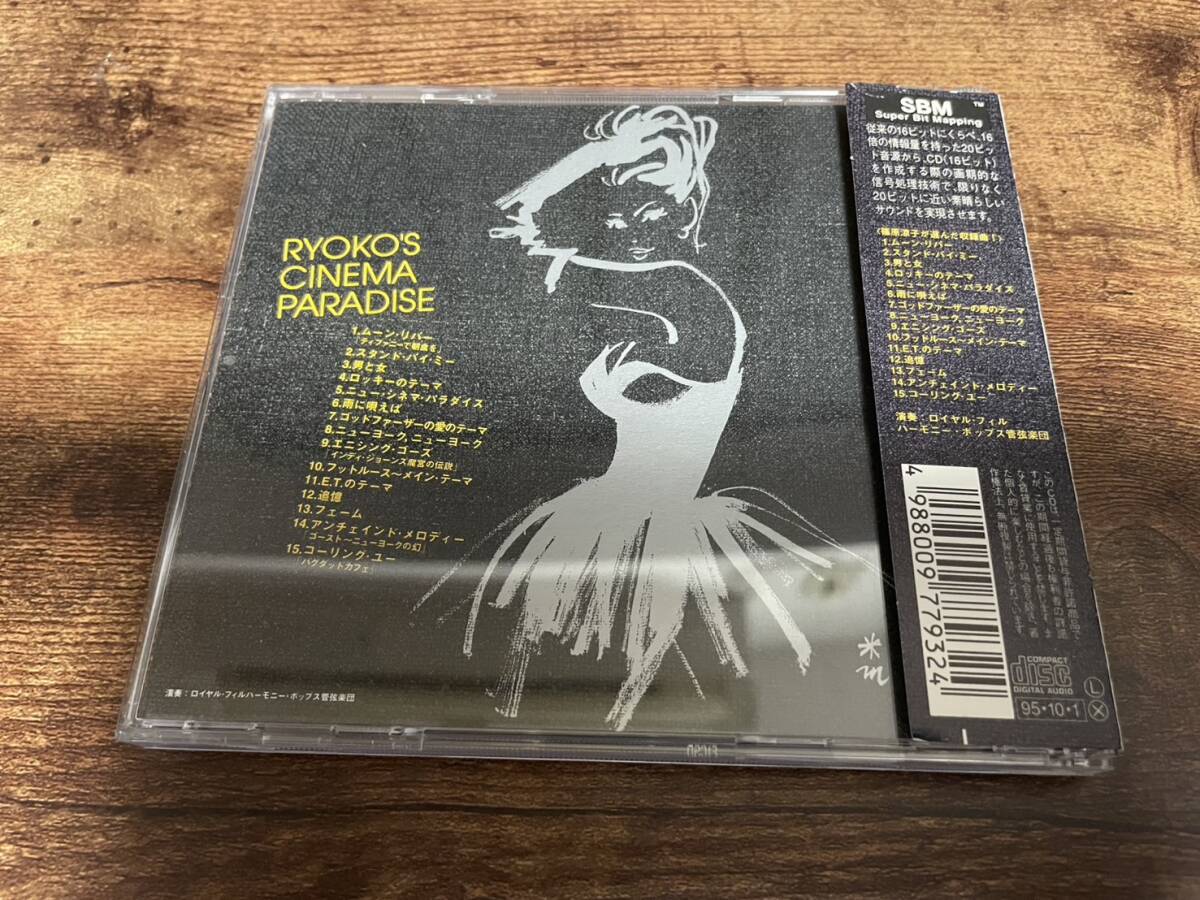 RYOKO'S
CINEMA
PARADISE
1.ムーン・リバー
「ティファニーで朝食を」
2.スタンド・バイ・ミー
3.男と女
4.ロッキーのテーマ
5.ニュー・シネマ・パラダイス
6.雨に唄えば
7.ゴッドファーザーの愛のテーマ
8.ニューヨーク,ニューヨーク
9.エニシング・ゴーズ
「インディ・ジョーンズ魔宮の伝説」
10.フットルース〜メイン・テーマ
11.E.T.のテーマ
12.追憶
13.フェーム
14.アンチェインド・メロディー
「ゴースト〜ニューヨークの幻」
15.コーリング・ユー
「バグダットカフェ」
演奏：ロイヤル・フィルハーモニー・ポップス管弦楽団
m
SBM ™
Super Bit Mapping
従来の16ビットにくらべ、16
倍の情報量を持った20ビッ
ト音源から、CD(16ビット)
を作成する際の画期的な
信号処理技術で、限りなく
20ビットに近い素晴らしい
サウンドを実現させます。
〈篠原涼子が選んだ収録曲！〉
1.ムーン・リバー
2.スタンド・バイ・ミー
3.男と女
4.ロッキーのテーマ
5.ニュー・シネマ・パラダイス
6.雨に唄えば
7.ゴッドファーザーの愛のテーマ
8.ニューヨーク,ニューヨーク
9.エニシング・ゴーズ
10.フットルース〜メイン・テーマ
11.E.T.のテーマ
12.追憶
13.フェーム
14.アンチェインド・メロディー
15.コーリング・ユー
演奏：ロイヤル・フィル
ハーモニー・ポップス管弦楽団
4 988009 779324
COMPACT
disc
DIGITAL AUDIO
L
X
95・10・1